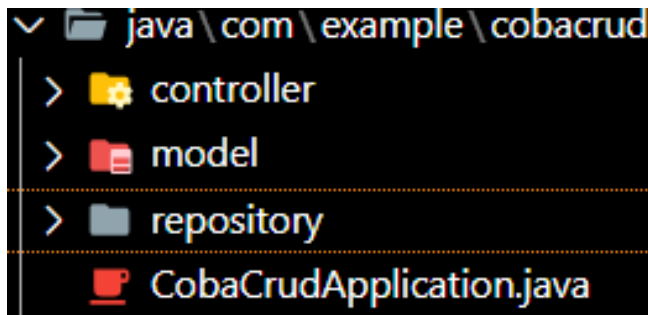 java\com\example\cobacrud
controller
model
repository
CobaCrudApplication.java